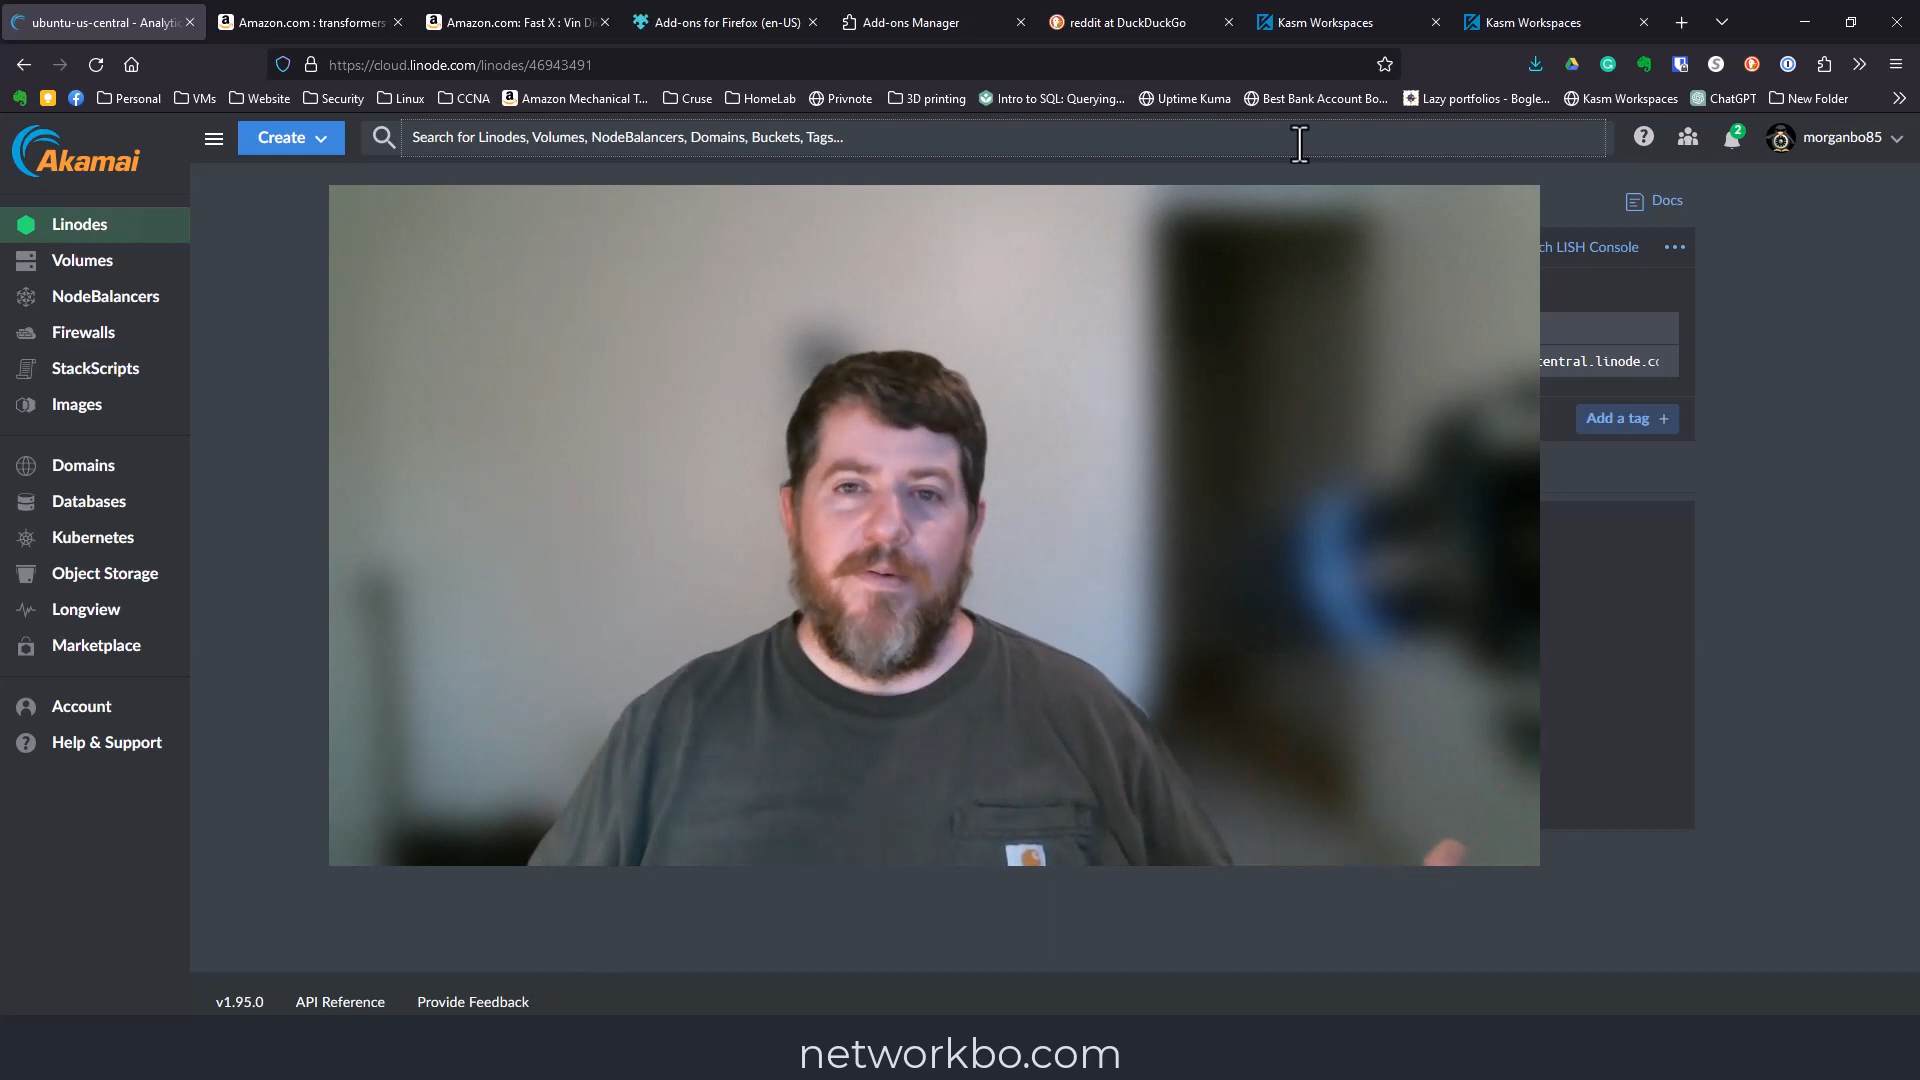 ubuntu-us-central - Analytic
Amazon.com : transformers
Amazon.com: Fast X : Vin Di
Add-ons for Firefox (en-US)
Add-ons Manager
reddit at DuckDuckGo
Kasm Workspaces
Kasm Workspaces
https://cloud.linode.com/linodes/46943491
Personal
VMs
Website
Security
Linux
CCNA
Amazon Mechanical T...
Cruse
HomeLab
Privnote
3D printing
Intro to SQL: Querying...
Uptime Kuma
Best Bank Account Bo...
Lazy portfolios - Bogle...
Kasm Workspaces
ChatGPT
New Folder
Akamai
Create
Search for Linodes, Volumes, NodeBalancers, Domains, Buckets, Tags...
2
morganbo85
Linodes
Volumes
NodeBalancers
Firewalls
StackScripts
Images
Domains
Databases
Kubernetes
Object Storage
Longview
Marketplace
Account
Help & Support
Docs
ch LISH Console
central.linode.co
Add a tag +
v1.95.0
API Reference
Provide Feedback
networkbo.com